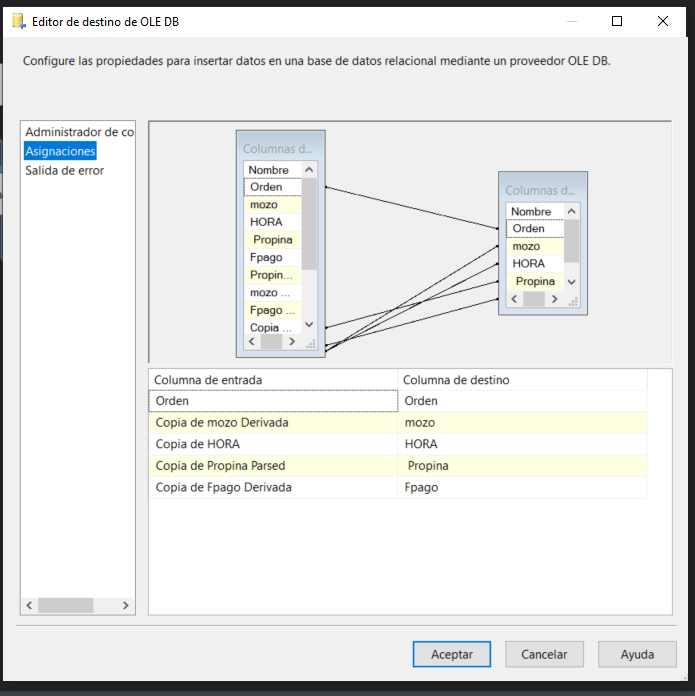 Editor de destino de OLE DB
Configure las propiedades para insertar datos en una base de datos relacional mediante un proveedor OLE DB.
Administrador de co
Asignaciones
Salida de error
Columnas d...
Nombre
Orden
mozo
HORA
Propina
Fpago
Propin...
mozo ...
Fpago ...
Copia ...
Columnas d...
Nombre
Orden
mozo
HORA
Propina
Columna de entrada Columna de destino
Orden Orden
Copia de mozo Derivada mozo
Copia de HORA HORA
Copia de Propina Parsed Propina
Copia de Fpago Derivada Fpago
Aceptar Cancelar Ayuda